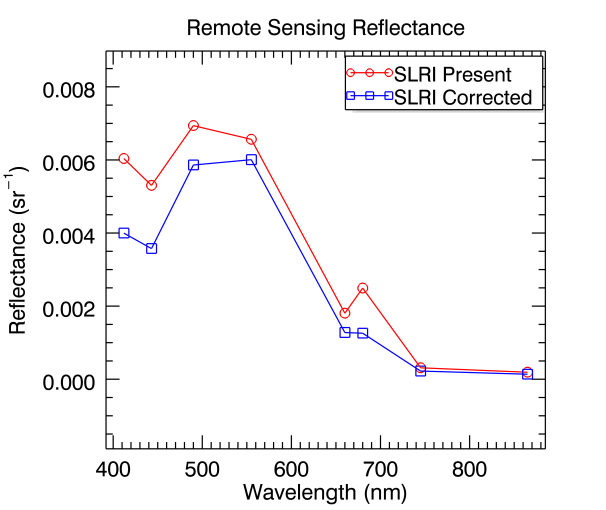 Remote Sensing Reflectance
SLRI Present
SLRI Corrected
0.008
0.006
0.004
0.002
0.000
Reflectance (sr⁻¹)
400 500 600 700 800
Wavelength (nm)